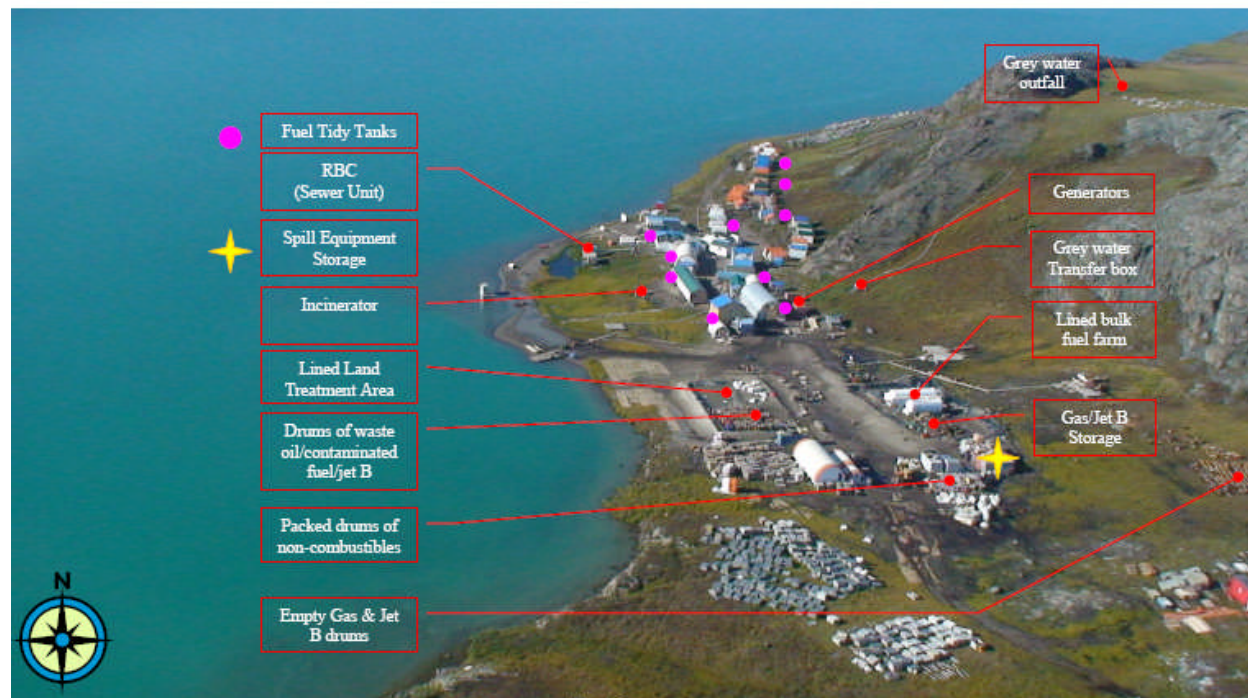 Fuel Tidy Tanks
RBC
(Sewer Unit)
Spill Equipment
Storage
Incinerator
Lined Land
Treatment Area
Drums of waste
oil/contaminated
fuel/jet B
Packed drums of
non-combustibles
Empty Gas & Jet
B drums
N
Grey water
outfall
Generators
Grey water
Transfer box
Lined bulk
fuel farm
Gas/Jet B
Storage